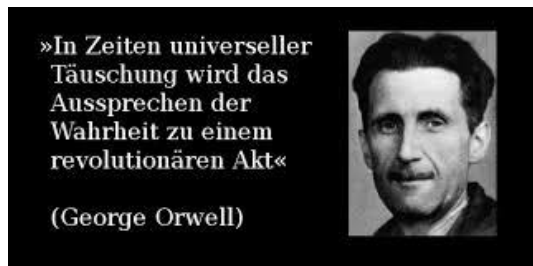 »In Zeiten universeller
Täuschung wird das
Aussprechen der
Wahrheit zu einem
revolutionären Akt«
(George Orwell)